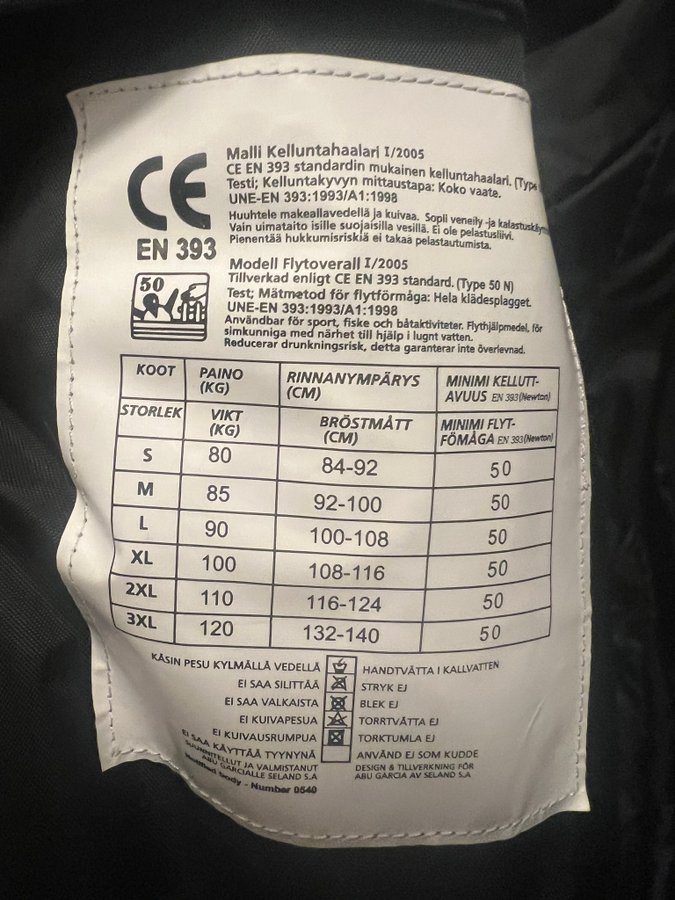 CE
EN 393
50
Malli Kelluntahaalari I/2005
CE EN 393 standardin mukainen kelluntahaalari. (Type
Testi; Kelluntakyvyn mittaustapa: Koko vaate.
UNE-EN 393:1993/A1:1998
Huuhtele makeallavedellä ja kuivaa. Sopii veneily -ja
Vain uimataito isille suojaisilla vesillä. Ei ole pelastusliivi.
Pienentää hukkumisriskiä ei takaa pelastautumista.
Modell Flytoverall I/2005
Tillverkad enligt CE EN 393 standard. (Type 50 N)
Test; Mätmetod för flytförmåga: Hela klädesplagget.
UNE-EN 393:1993/A1:1998
Användbar för sport, fiske och båtaktiviteter. Flythjälpmedel, för
simkunniga med närhet till hjälp i lugnt vatten.
Reducerar drunkningsrisk, detta garanterar inte överlevnad.
KOOT PAINO (KG) RINNANYMPÄRYS (CM) MINIMI KELLUTT-AVUUS EN 393(Newton)
STORLEK VIKT (KG) BRÖSTMÅTT (CM) MINIMI FLYT-FÖMÅGA EN 393(Newton)
S 80 84-92 50
M 85 92-100 50
L 90 100-108 50
XL 100 108-116 50
2XL 110 116-124 50
3XL 120 132-140 50
KÄSIN PESU KYLMÄLLÄ VEDELLÄ HANDTVÄTTA I KALLVATTEN
EI SAA SILITTÄÄ STRYK EJ
EI SAA VALKAISTA BLEK EJ
EI KUIVAPESUA TORRTVÄTTA EJ
EI KUIVAUSRUMPUA TORKTUMLA EJ
EI SAA KÄYTTÄÄ TYYNYNÄ ANVÄND EJ SOM KUDDE
SUUNNITELLUT JA VALMISTANUT
ABU GARCIALLE SELAND S.A
DESIGN & TILLVERKNING FÖR
ABU GARCIA AV SELAND S.A
Notified body - Number 0540